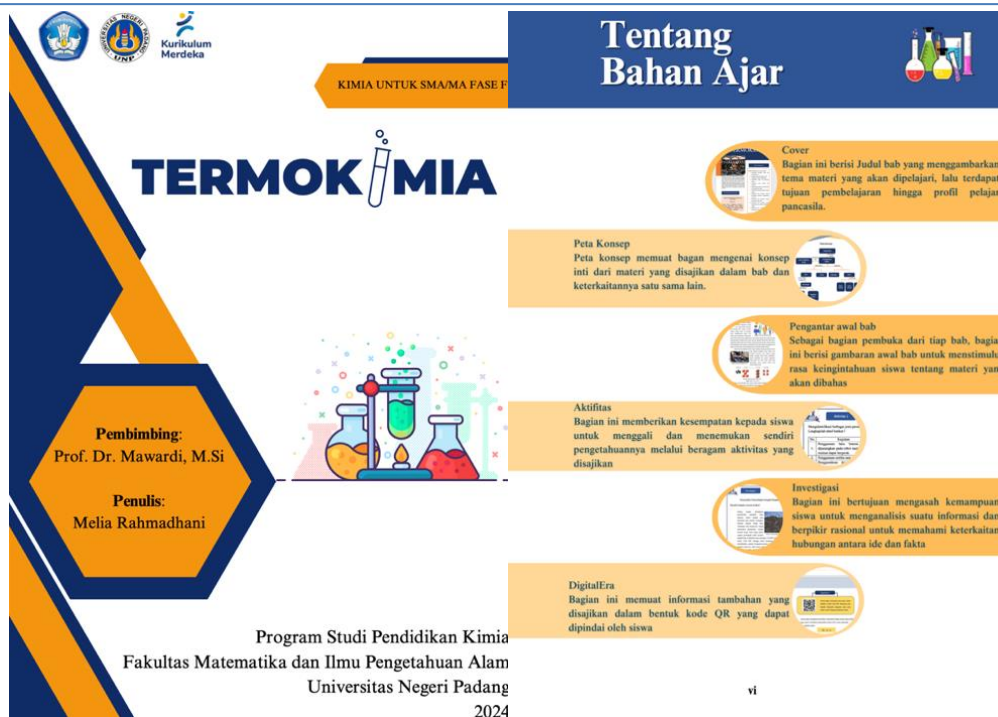 UNIVERSITAS NEGERI PADANG
UNP
Kurikulum
Merdeka
KIMIA UNTUK SMA/MA FASE F
TERMOKIMIA
Pembimbing:
Prof. Dr. Mawardi, M.Si
Penulis:
Melia Rahmadhani
Program Studi Pendidikan Kimia
Fakultas Matematika dan Ilmu Pengetahuan Alam
Universitas Negeri Padang
2024
Tentang
Bahan Ajar
Cover
Bagian ini berisi Judul bab yang menggambarkan
tema materi yang akan dipelajari, lalu terdapat
tujuan pembelajaran hingga profil pelajar
pancasila.
Peta Konsep
Peta konsep memuat bagan mengenai konsep
inti dari materi yang disajikan dalam bab dan
keterkaitannya satu sama lain.
Pengantar awal bab
Sebagai bagian pembuka dari tiap bab, bagia
ini berisi gambaran awal bab untuk menstimulu
rasa keingintahuan siswa tentang materi yan
akan dibahas
Aktifitas
Bagian ini memberikan kesempatan kepada siswa
untuk menggali dan menemukan sendiri
pengetahuannya melalui beragam aktivitas yang
disajikan
Investigasi
Bagian ini bertujuan mengasah kemampuan
siswa untuk menganalisis suatu informasi dan
berpikir rasional untuk memahami keterkaitan
hubungan antara ide dan fakta
DigitalEra
Bagian ini memuat informasi tambahan yang
disajikan dalam bentuk kode QR yang dapat
dipindai oleh siswa
vi